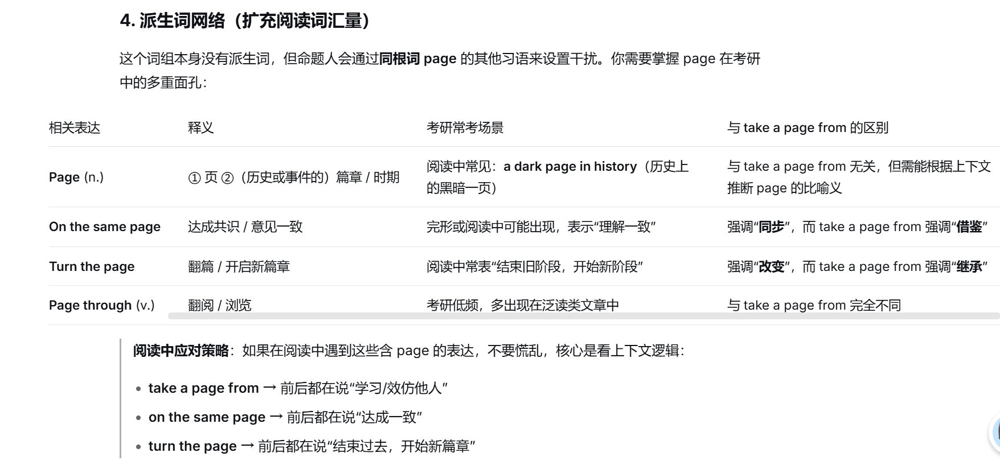 4. 派生词网络（扩充阅读词汇量）
这个词组本身没有派生词，但命题人会通过同根词 page 的其他习语来设置干扰。你需要掌握 page 在考研
中的多重面孔：
相关表达 释义 考研常考场景 与 take a page from 的区别
Page (n.) ① 页 ②（历史或事件的）篇章 / 时期 阅读中常见：a dark page in history（历史上
的黑暗一页） 与 take a page from 无关，但需能根据上下文
推断 page 的比喻义
On the same page 达成共识 / 意见一致 完形或阅读中可能出现，表示“理解一致” 强调“同步”，而 take a page from 强调“借鉴”
Turn the page 翻篇 / 开启新篇章 阅读中常表“结束旧阶段，开始新阶段” 强调“改变”，而 take a page from 强调“继承”
Page through (v.) 翻阅 / 浏览 考研低频，多出现在泛读类文章中 与 take a page from 完全不同
阅读中应对策略：如果在阅读中遇到这些含 page 的表达，不要慌乱，核心是看上下文逻辑：
• take a page from → 前后都在说“学习/效仿他人”
• on the same page → 前后都在说“达成一致”
• turn the page → 前后都在说“结束过去，开始新篇章”